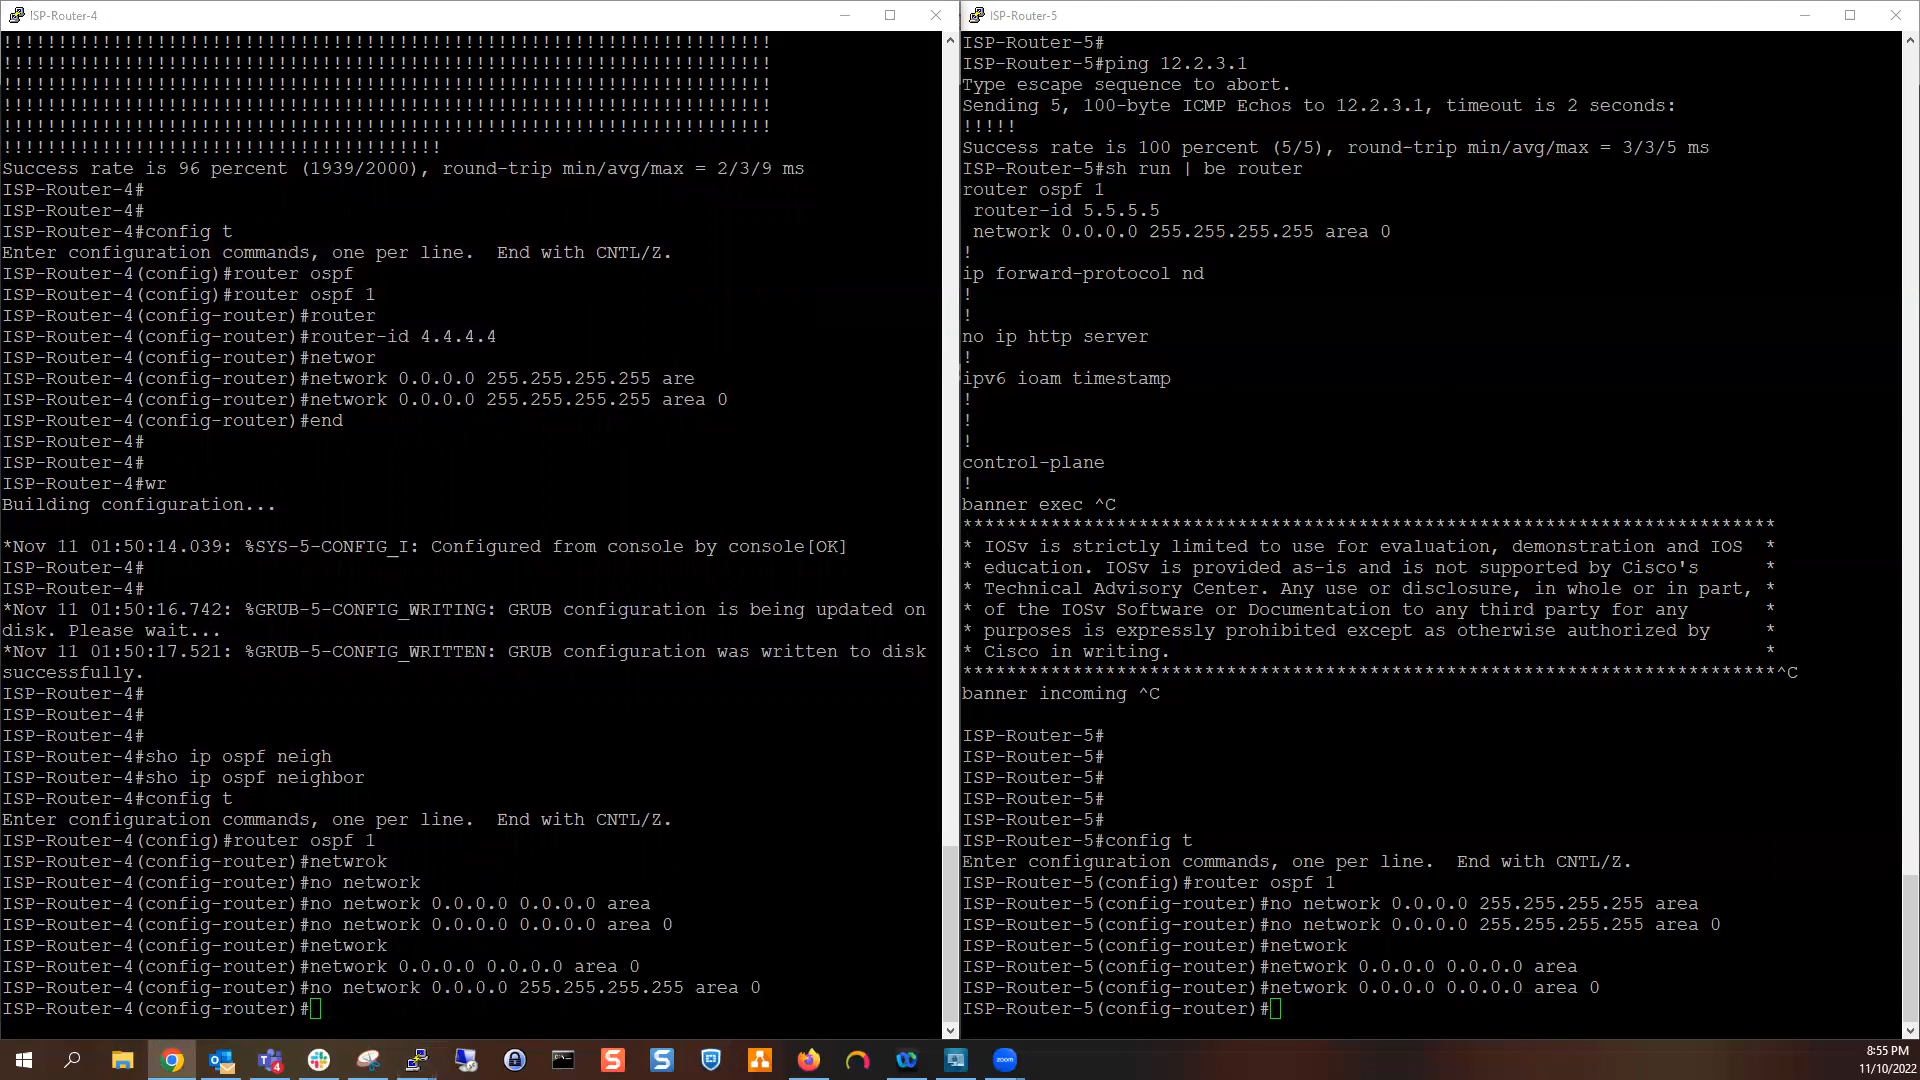 ISP-Router-4
!!!!!!!!!!!!!!!!!!!!!!!!!!!!!!!!!!!!!!!!!!!!!!!!!!!!!!!!!!!!!!!!!!!!!!
!!!!!!!!!!!!!!!!!!!!!!!!!!!!!!!!!!!!!!!!!!!!!!!!!!!!!!!!!!!!!!!!!!!!!!
!!!!!!!!!!!!!!!!!!!!!!!!!!!!!!!!!!!!!!!!!!!!!!!!!!!!!!!!!!!!!!!!!!!!!!
!!!!!!!!!!!!!!!!!!!!!!!!!!!!!!!!!!!!!!!!!!!!!!!!!!!!!!!!!!!!!!!!!!!!!!
!!!!!!!!!!!!!!!!!!!!!!!!!!!!!!!!!!!!!!!!!!!!!!!!!!!!!!!!!!!!!!!!!!!!!!
!!!!!!!!!!!!!!!!!!!!!!!!!!!!!!!!!!!!!!!!
Success rate is 96 percent (1939/2000), round-trip min/avg/max = 2/3/9 ms
ISP-Router-4#
ISP-Router-4#
ISP-Router-4#config t
Enter configuration commands, one per line.  End with CNTL/Z.
ISP-Router-4(config)#router ospf
ISP-Router-4(config)#router ospf 1
ISP-Router-4(config-router)#router
ISP-Router-4(config-router)#router-id 4.4.4.4
ISP-Router-4(config-router)#networ
ISP-Router-4(config-router)#network 0.0.0.0 255.255.255.255 are
ISP-Router-4(config-router)#network 0.0.0.0 255.255.255.255 area 0
ISP-Router-4(config-router)#end
ISP-Router-4#
ISP-Router-4#
ISP-Router-4#wr
Building configuration...
*Nov 11 01:50:14.039: %SYS-5-CONFIG_I: Configured from console by console[OK]
ISP-Router-4#
ISP-Router-4#
*Nov 11 01:50:16.742: %GRUB-5-CONFIG_WRITING: GRUB configuration is being updated on
disk. Please wait...
*Nov 11 01:50:17.521: %GRUB-5-CONFIG_WRITTEN: GRUB configuration was written to disk
successfully.
ISP-Router-4#
ISP-Router-4#
ISP-Router-4#
ISP-Router-4#sho ip ospf neigh
ISP-Router-4#sho ip ospf neighbor
ISP-Router-4#config t
Enter configuration commands, one per line.  End with CNTL/Z.
ISP-Router-4(config)#router ospf 1
ISP-Router-4(config-router)#netwrok
ISP-Router-4(config-router)#no network
ISP-Router-4(config-router)#no network 0.0.0.0 0.0.0.0 area
ISP-Router-4(config-router)#no network 0.0.0.0 0.0.0.0 area 0
ISP-Router-4(config-router)#network
ISP-Router-4(config-router)#network 0.0.0.0 0.0.0.0 area 0
ISP-Router-4(config-router)#no network 0.0.0.0 255.255.255.255 area 0
ISP-Router-4(config-router)#
ISP-Router-5
ISP-Router-5#
ISP-Router-5#ping 12.2.3.1
Type escape sequence to abort.
Sending 5, 100-byte ICMP Echos to 12.2.3.1, timeout is 2 seconds:
!!!!!
Success rate is 100 percent (5/5), round-trip min/avg/max = 3/3/5 ms
ISP-Router-5#sh run | be router
router ospf 1
router-id 5.5.5.5
network 0.0.0.0 255.255.255.255 area 0
!
ip forward-protocol nd
!
!
no ip http server
!
ipv6 ioam timestamp
!
!
!
control-plane
!
banner exec ^C
**************************************************************************
* IOSv is strictly limited to use for evaluation, demonstration and IOS  *
* education. IOSv is provided as-is and is not supported by Cisco's      *
* Technical Advisory Center. Any use or disclosure, in whole or in part, *
* of the IOSv Software or Documentation to any third party for any       *
* purposes is expressly prohibited except as otherwise authorized by     *
* Cisco in writing.                                                      *
**************************************************************************^C
banner incoming ^C
ISP-Router-5#
ISP-Router-5#
ISP-Router-5#
ISP-Router-5#
ISP-Router-5#
ISP-Router-5#config t
Enter configuration commands, one per line.  End with CNTL/Z.
ISP-Router-5(config)#router ospf 1
ISP-Router-5(config-router)#no network 0.0.0.0 255.255.255.255 area
ISP-Router-5(config-router)#no network 0.0.0.0 255.255.255.255 area 0
ISP-Router-5(config-router)#network
ISP-Router-5(config-router)#network 0.0.0.0 0.0.0.0 area
ISP-Router-5(config-router)#network 0.0.0.0 0.0.0.0 area 0
ISP-Router-5(config-router)#
4
zoom
8:55 PM
11/10/2022